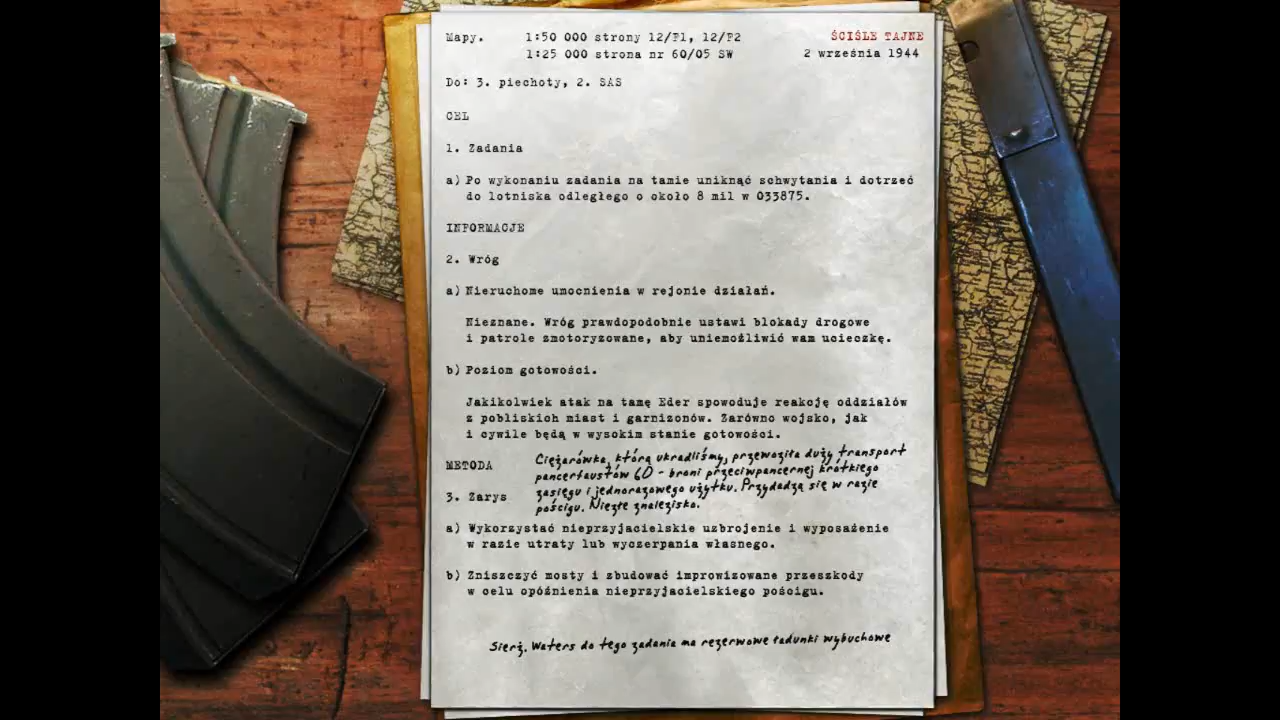 Mapy. 1:50 000 strony 12/F1, 12/F2 ŚCIŚLE TAJNE
1:25 000 strona nr 60/05 SW 2 września 1944
Do: 3. piechoty, 2. SAS
CEL
1. Zadania
a) Po wykonaniu zadania na tamie uniknąć schwytania i dotrzeć
do lotniska odległego o około 8 mil w 033875.
INFORMACJE
2. Wróg
a) Nieruchome umocnienia w rejonie działań.
Nieznane. Wróg prawdopodobnie ustawi blokady drogowe
i patrole zmotoryzowane, aby uniemożliwić wam ucieczkę.
b) Poziom gotowości.
Jakikolwiek atak na tamę Eder spowoduje reakcję oddziałów
z pobliskich miast i garnizonów. Zarówno wojsko, jak
i cywile będą w wysokim stanie gotowości.
METODA
Ciężarówka, którą ukradliśmy, przewoziła duży transport
pancerfaustów 60 - broni przeciwpancernej krótkiego
zasięgu i jednorazowego użytku. Przydadzą się w razie
pościgu. Niezłe znalezisko.
3. Zarys
a) Wykorzystać nieprzyjacielskie uzbrojenie i wyposażenie
w razie utraty lub wyczerpania własnego.
b) Zniszczyć mosty i zbudować improwizowane przeszkody
w celu opóźnienia nieprzyjacielskiego pościgu.
Sierż. Waters do tego zadania ma rezerwowe ładunki wybuchowe